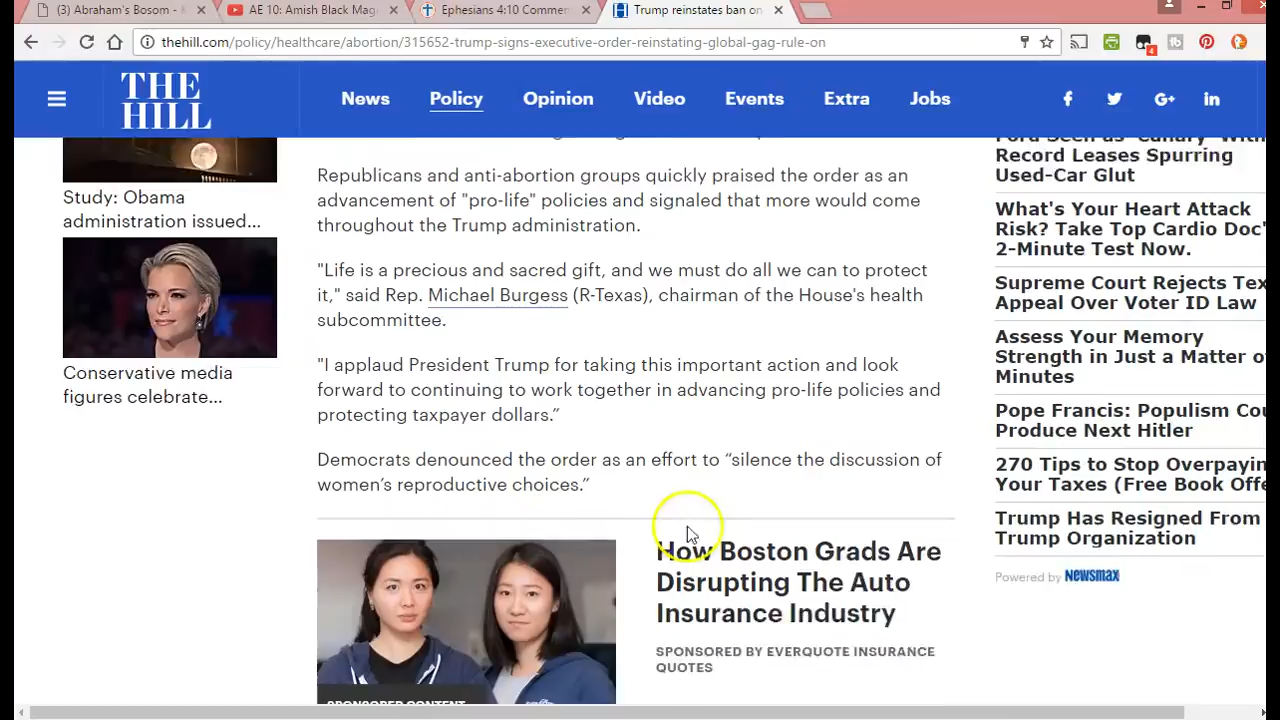 (3) Abraham's Bosom -
AE 10: Amish Black Mag
Ephesians 4:10 Commen
Trump reinstates ban on
thehill.com/policy/healthcare/abortion/315652-trump-signs-executive-order-reinstating-global-gag-rule-on
4
THE
HILL
News
Policy
Opinion
Video
Events
Extra
Jobs
Study: Obama
administration issued...
Conservative media
figures celebrate...
Republicans and anti-abortion groups quickly praised the order as an
advancement of "pro-life" policies and signaled that more would come
throughout the Trump administration.
"Life is a precious and sacred gift, and we must do all we can to protect
it," said Rep. Michael Burgess (R-Texas), chairman of the House's health
subcommittee.
"I applaud President Trump for taking this important action and look
forward to continuing to work together in advancing pro-life policies and
protecting taxpayer dollars.”
Democrats denounced the order as an effort to “silence the discussion of
women’s reproductive choices.”
How Boston Grads Are
Disrupting The Auto
Insurance Industry
SPONSORED BY EVERQUOTE INSURANCE
QUOTES
SPONSORED CONTENT
Ford Seen as 'Canary' With
Record Leases Spurring
Used-Car Glut
What's Your Heart Attack
Risk? Take Top Cardio Doc'
2-Minute Test Now.
Supreme Court Rejects Tex
Appeal Over Voter ID Law
Assess Your Memory
Strength in Just a Matter o
Minutes
Pope Francis: Populism Cou
Produce Next Hitler
270 Tips to Stop Overpayin
Your Taxes (Free Book Offe
Trump Has Resigned From
Trump Organization
Powered by Newsmax